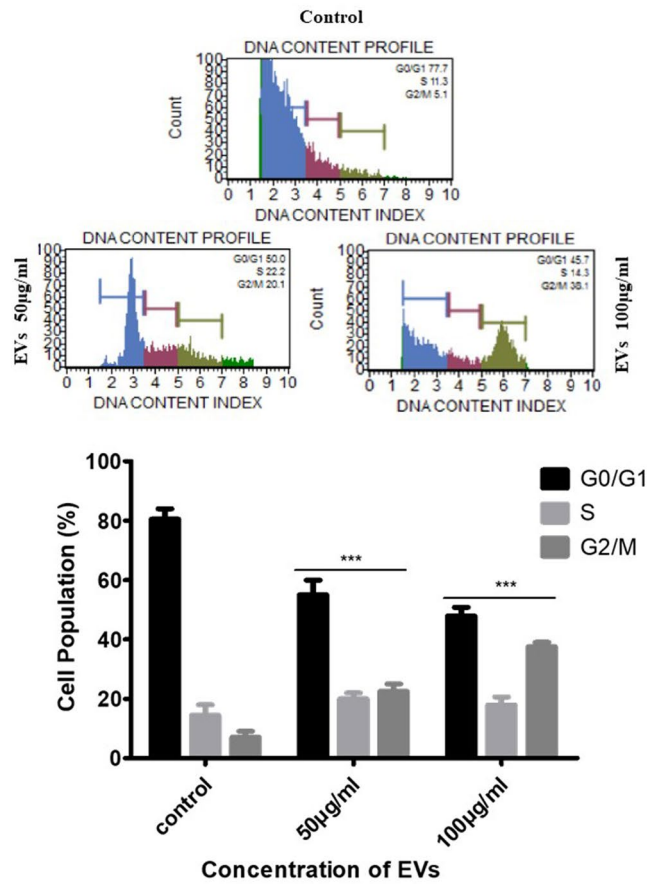 Control
DNA CONTENT PROFILE
G0/G1 77.7
S 11.3
G2/M 5.1
Count
100
90
80
70
60
50
40
30
20
10
0
0 1 2 3 4 5 6 7 8 9 10
DNA CONTENT INDEX
EVs 50µg/ml
DNA CONTENT PROFILE
G0/G1 50.0
S 22.2
G2/M 20.1
100
90
80
70
60
50
40
30
20
10
0
0 1 2 3 4 5 6 7 8 9 10
DNA CONTENT INDEX
DNA CONTENT PROFILE
G0/G1 45.7
S 14.3
G2/M 38.1
Count
100
90
80
70
60
50
40
30
20
10
0
0 1 2 3 4 5 6 7 8 9 10
DNA CONTENT INDEX
EVs 100µg/ml
Cell Population (%)
100
80
60
40
20
0
G0/G1
S
G2/M
***
***
control
50µg/ml
100µg/ml
Concentration of EVs